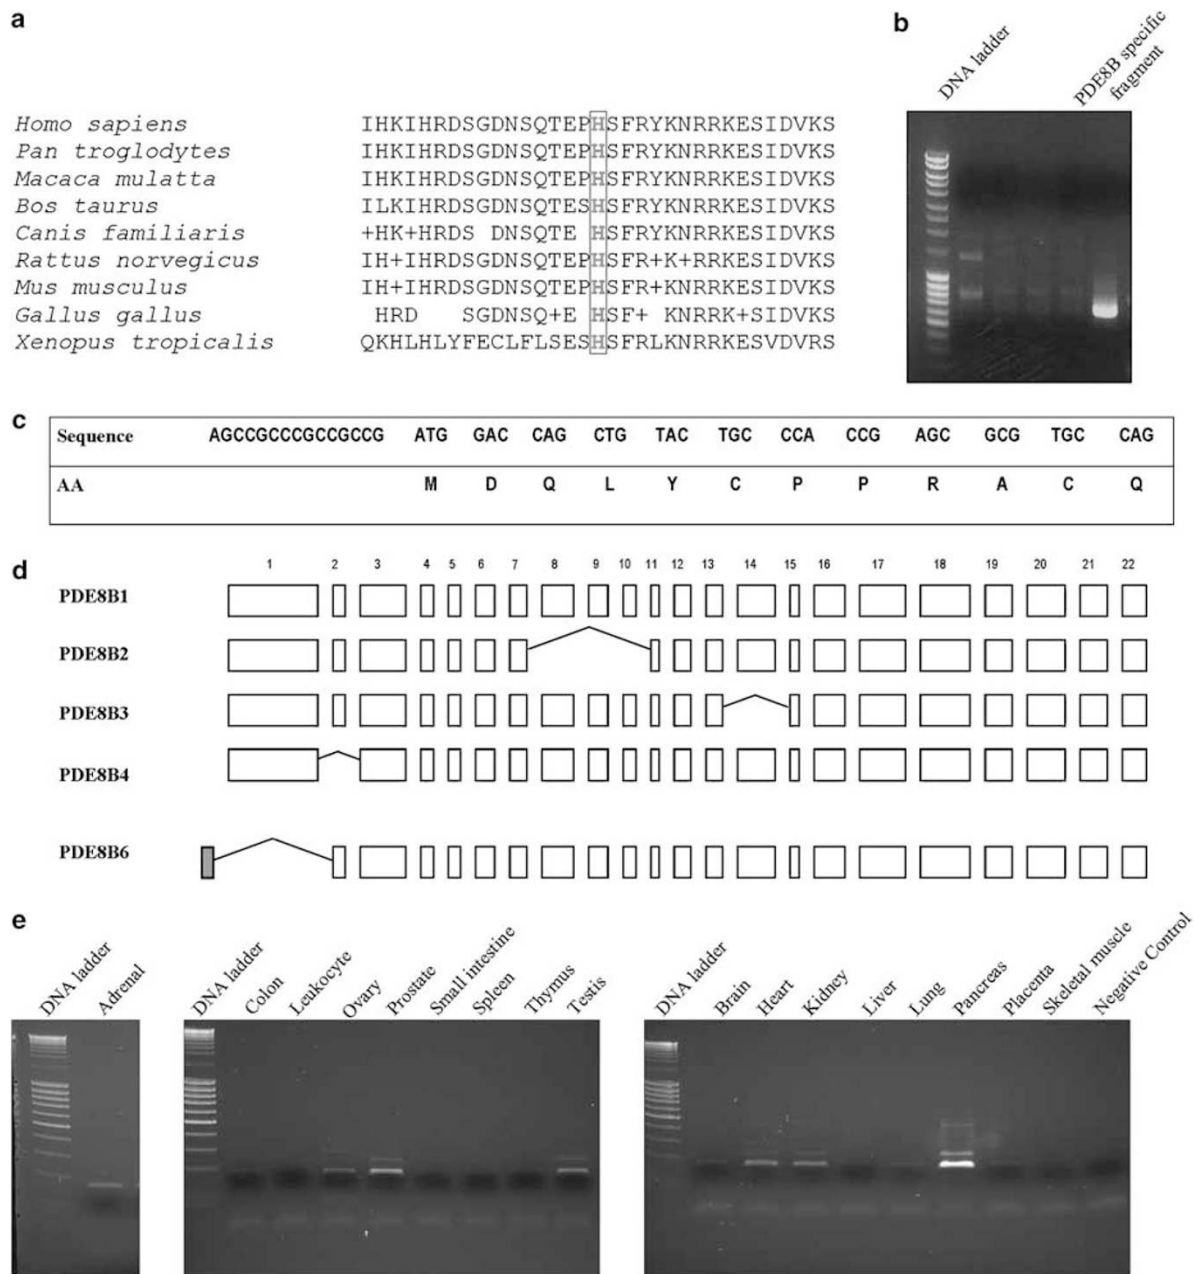 a
Homo sapiens IHKIHRDSGDNSQTEPHSFRYKNRRKESIDVKS
Pan troglodytes IHKIHRDSGDNSQTEPHSFRYKNRRKESIDVKS
Macaca mulatta IHKIHRDSGDNSQTEPHSFRYKNRRKESIDVKS
Bos taurus ILKIHRDSGDNSQTESHSFRYKNRRKESIDVKS
Canis familiaris +HK+HRDS DNSQTE HSFRYKNRRKESIDVKS
Rattus norvegicus IH+IHRDSGDNSQTEPHSFR+K+RRKESIDVKS
Mus musculus IH+IHRDSGDNSQTEPHSFR+KNRRKESIDVKS
Gallus gallus HRD SGDNSQ+E HSF+ KNRRK+SIDVKS
Xenopus tropicalis QKHLHLYFECLFLSESHSFRLKNRRKESVDVRS
b
DNA ladder
PDE8B specific
fragment
c
Sequence AGCCGCCCGCCGCCG ATG GAC CAG CTG TAC TGC CCA CCG AGC GCG TGC CAG
AA M D Q L Y C P P R A C Q
d
1 2 3 4 5 6 7 8 9 10 11 12 13 14 15 16 17 18 19 20 21 22
PDE8B1
PDE8B2
PDE8B3
PDE8B4
PDE8B6
e
DNA ladder
Adrenal
DNA ladder
Colon
Leukocyte
Ovary
Prostate
Small intestine
Spleen
Thymus
Testis
DNA ladder
Brain
Heart
Kidney
Liver
Lung
Pancreas
Placenta
Skeletal muscle
Negative Control